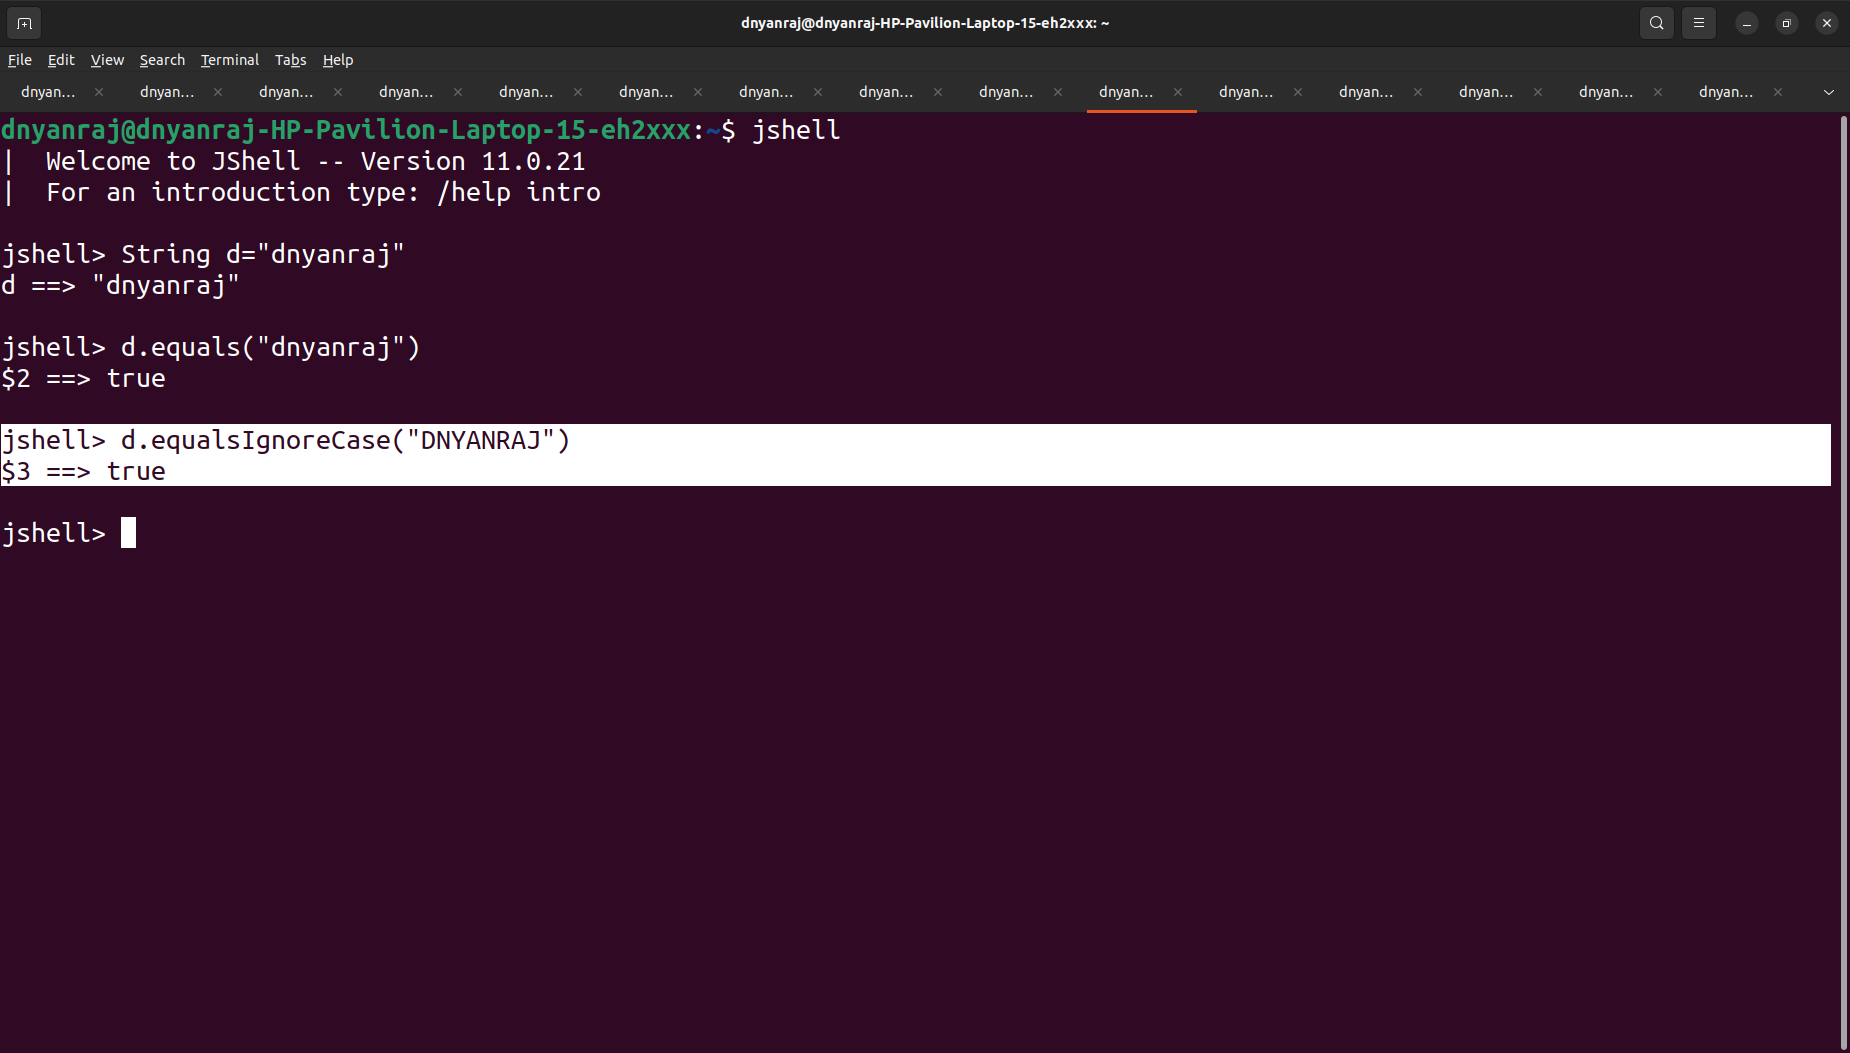 dnyanraj@dnyanraj-HP-Pavilion-Laptop-15-eh2xxx: ~
File Edit View Search Terminal Tabs Help
dnyan... dnyan... dnyan... dnyan... dnyan... dnyan... dnyan... dnyan... dnyan... dnyan... dnyan... dnyan... dnyan... dnyan... dnyan...
dnyanraj@dnyanraj-HP-Pavilion-Laptop-15-eh2xxx:~$ jshell
|  Welcome to JShell -- Version 11.0.21
|  For an introduction type: /help intro
jshell> String d="dnyanraj"
d ==> "dnyanraj"
jshell> d.equals("dnyanraj")
$2 ==> true
jshell> d.equalsIgnoreCase("DNYANRAJ")
$3 ==> true
jshell>